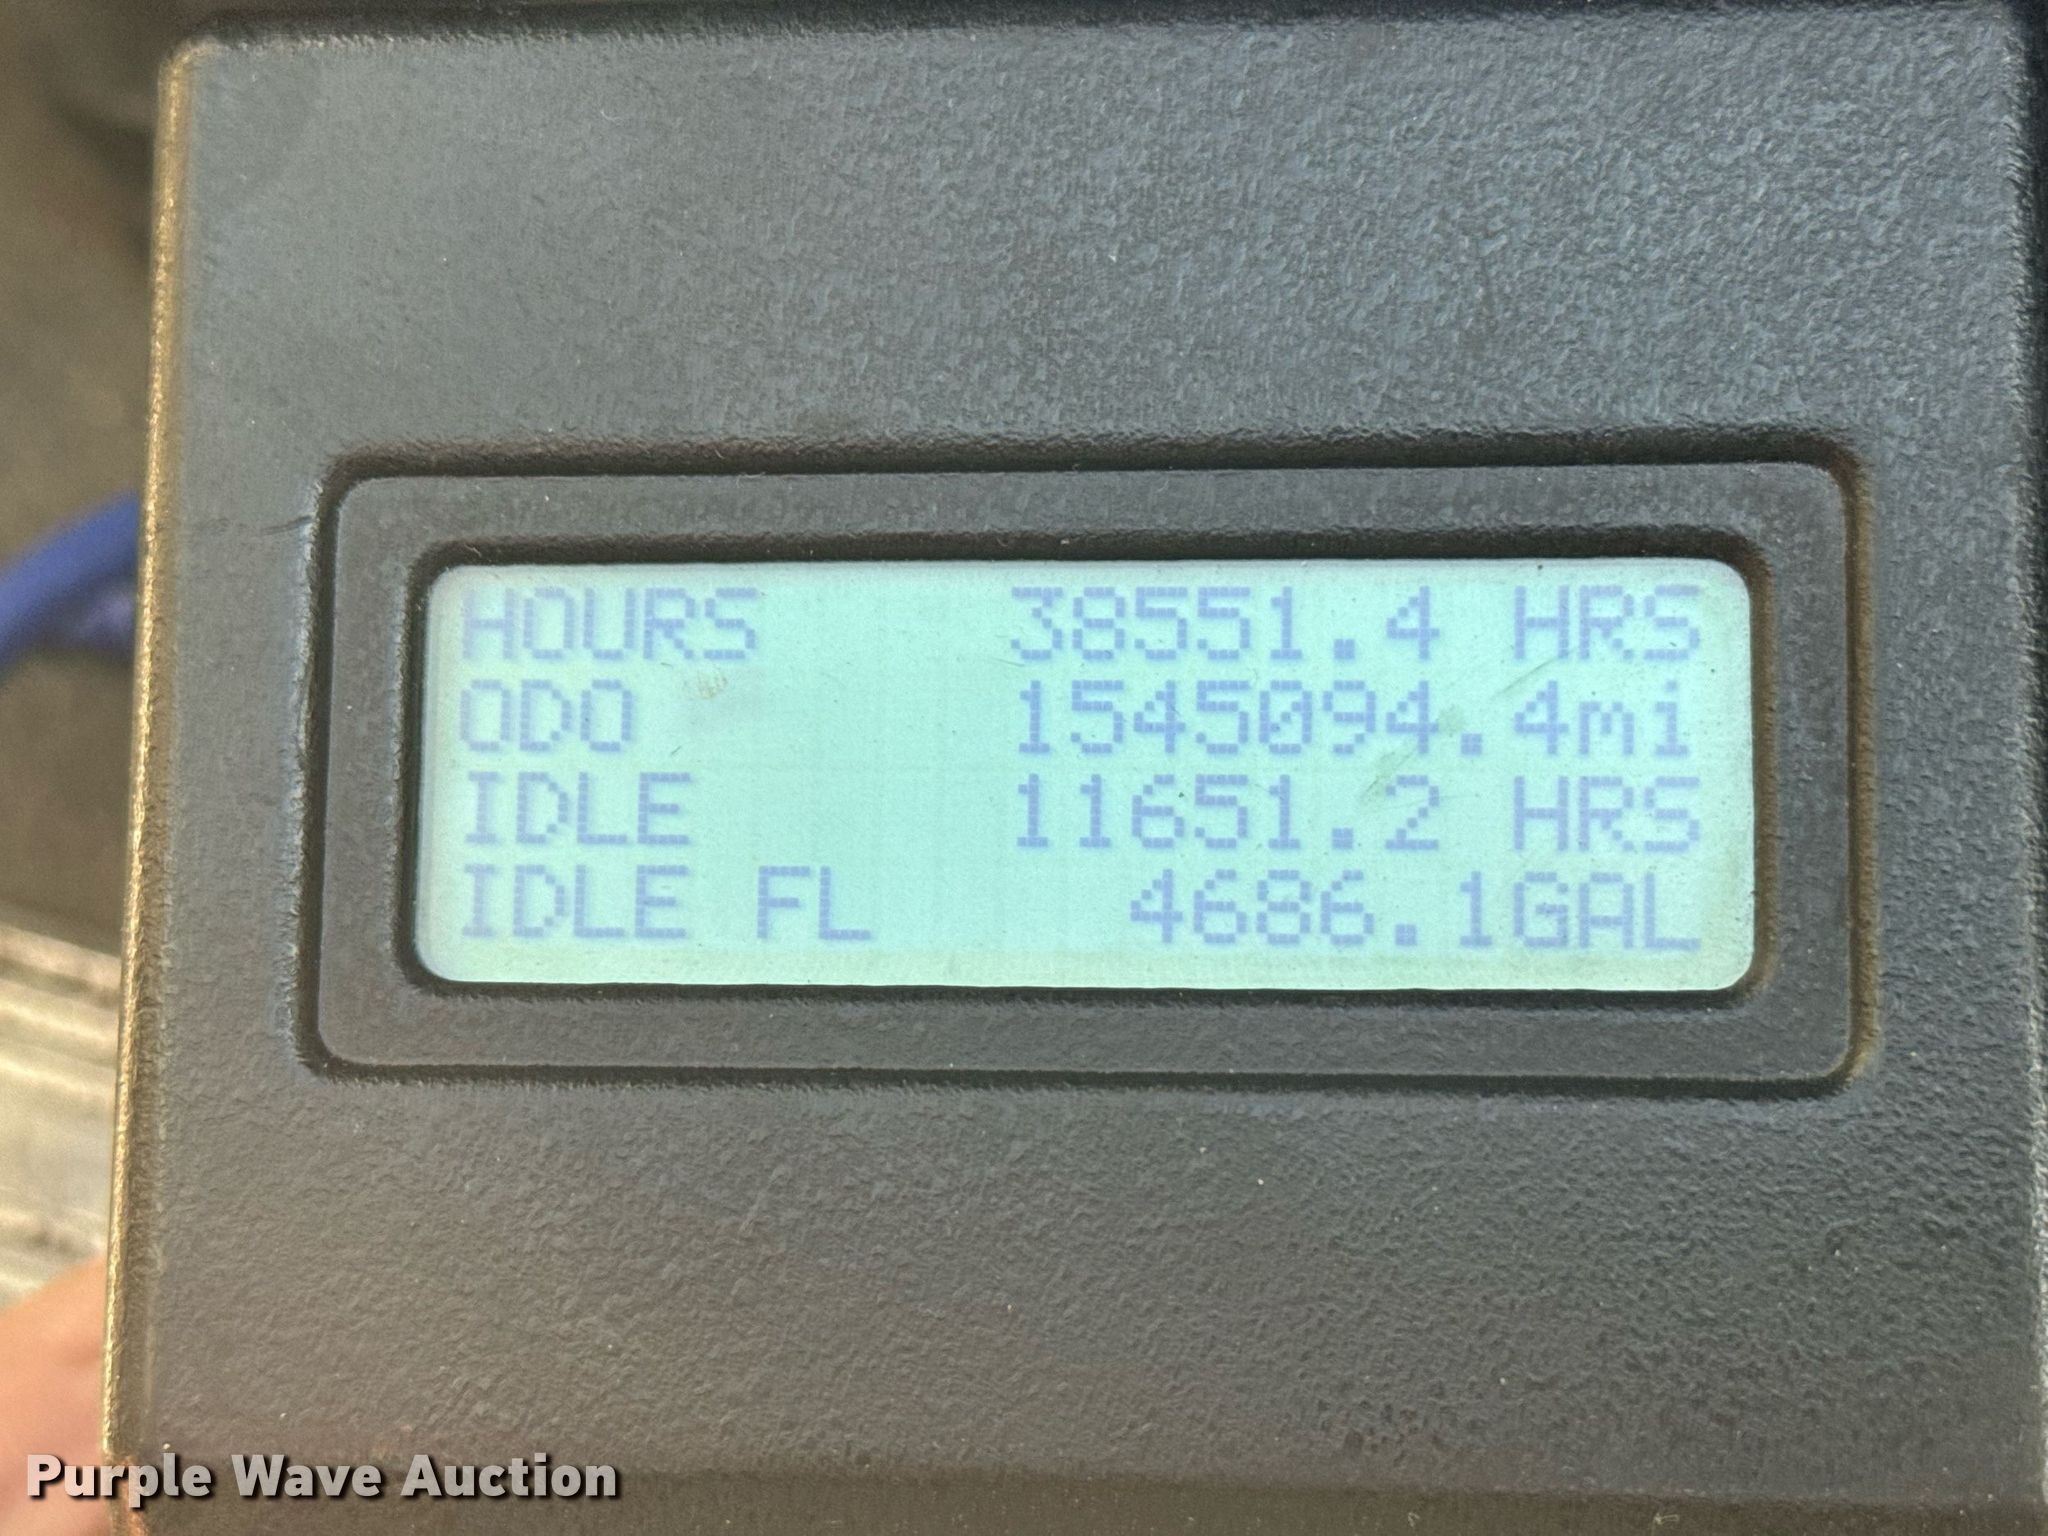 HOURS 38551.4 HRS
ODO 1545094.4mi
IDLE 11651.2 HRS
IDLE FL 4686.1GAL
Purple Wave Auction